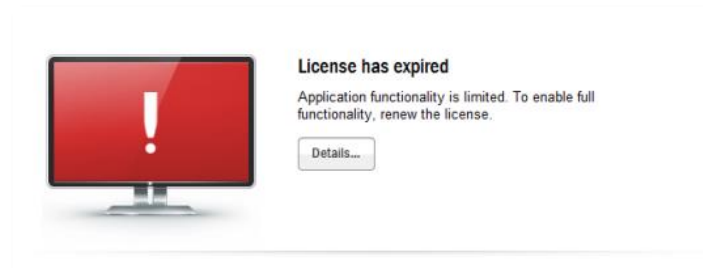 License has expired
Application functionality is limited. To enable full
functionality, renew the license.
Details...